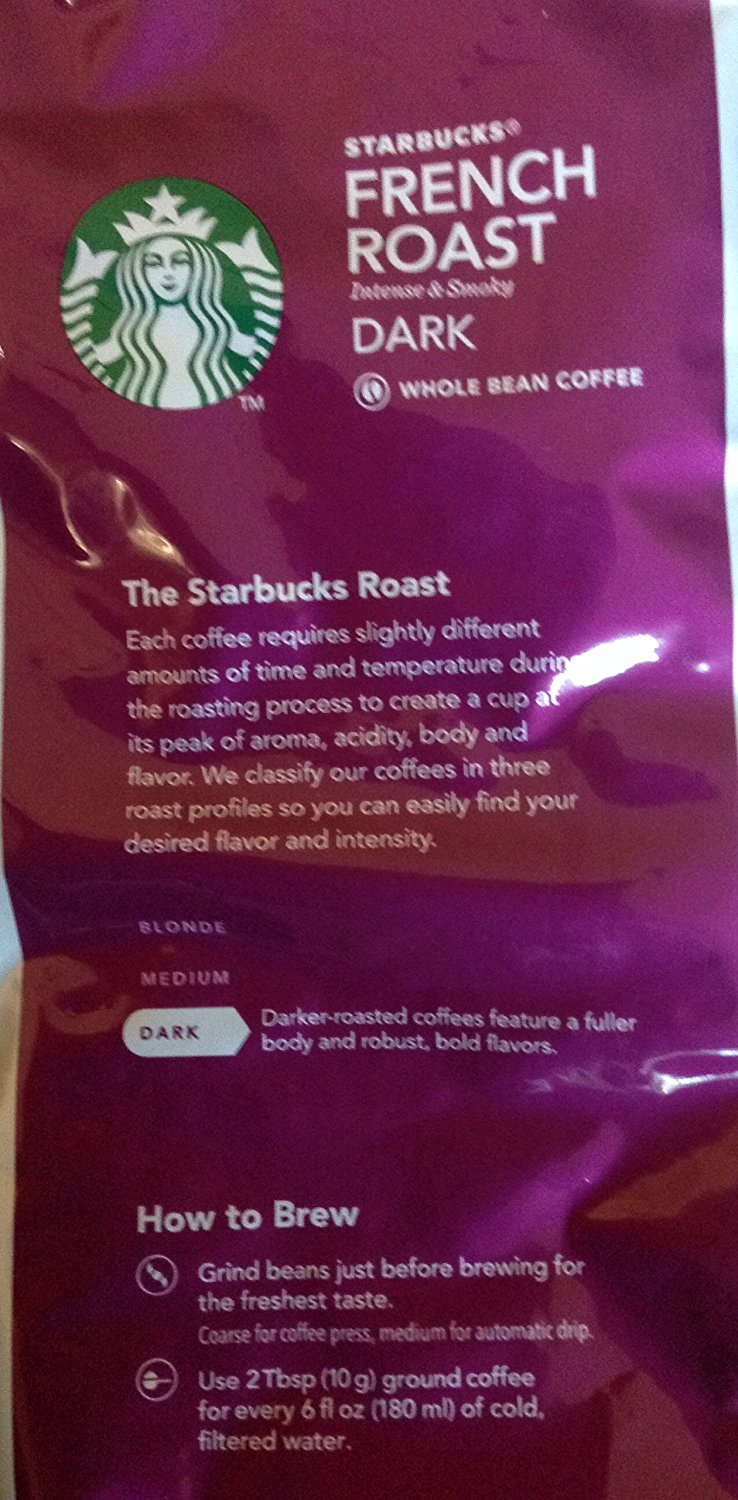 STARBUCKS®
FRENCH
ROAST
Intense & Smoky
DARK
WHOLE BEAN COFFEE
TM
The Starbucks Roast
Each coffee requires slightly different
amounts of time and temperature durin
the roasting process to create a cup at
its peak of aroma, acidity, body and
flavor. We classify our coffees in three
roast profiles so you can easily find your
desired flavor and intensity.
BLONDE
MEDIUM
DARK
Darker-roasted coffees feature a fuller
body and robust, bold flavors.
How to Brew
Grind beans just before brewing for
the freshest taste.
Coarse for coffee press, medium for automatic drip.
Use 2 Tbsp (10 g) ground coffee
for every 6 fl oz (180 ml) of cold,
filtered water.